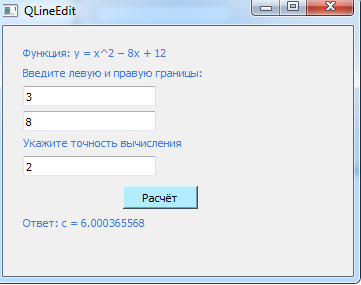 QLineEdit
Функция: y = x^2 − 8x + 12
Введите левую и правую границы:
3
8
Укажите точность вычисления
2
Расчёт
Ответ: c = 6.000365568